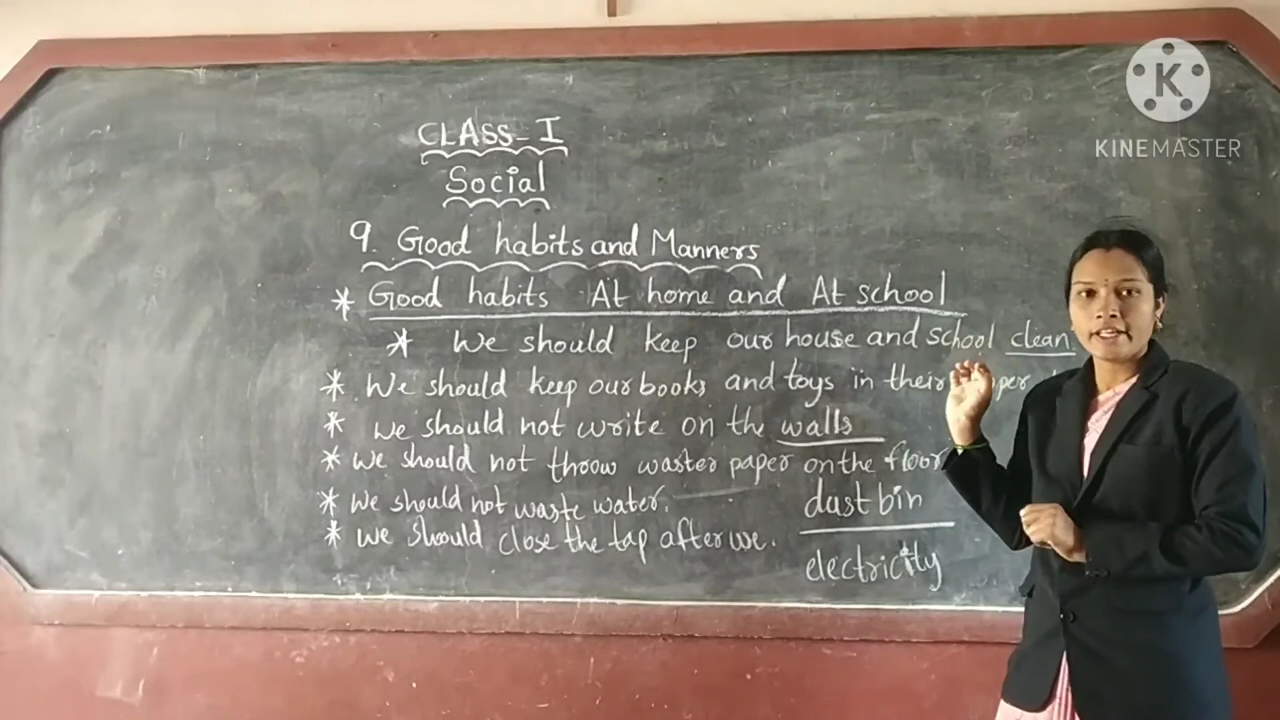 CLASS-I
Social
9. Good habits and Manners
* Good habits At home and At school
* We should keep our house and school clean
* We should keep our books and toys in their
* We should not write on the walls
* We should not throw waster paper on the floor
dustbin
* We should not waste water.
* We should close the tap after we.
electricity
K
KINEMASTER